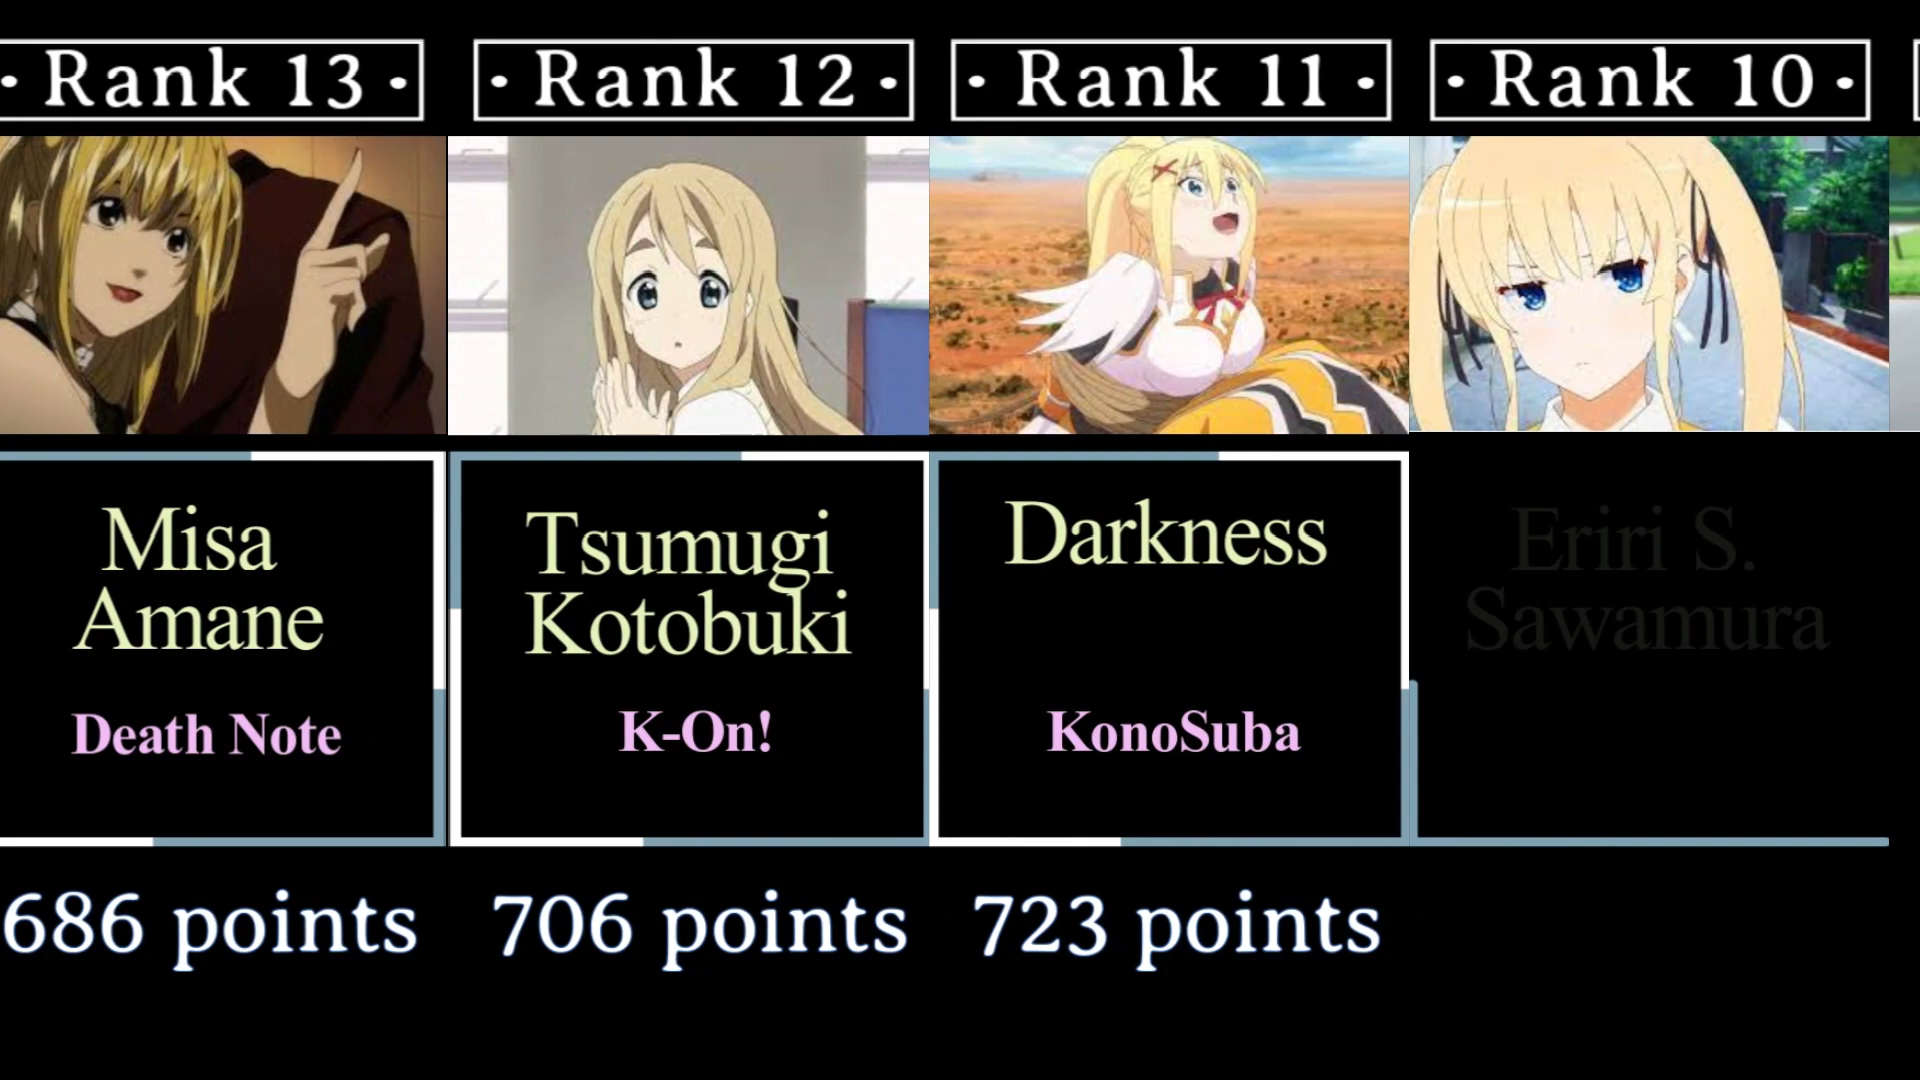 · Rank 13 ·
· Rank 12 ·
· Rank 11 ·
· Rank 10 ·
Misa
Amane
Death Note
686 points
Tsumugi
Kotobuki
K-On!
706 points
Darkness
KonoSuba
723 points
Eriri S.
Sawamura